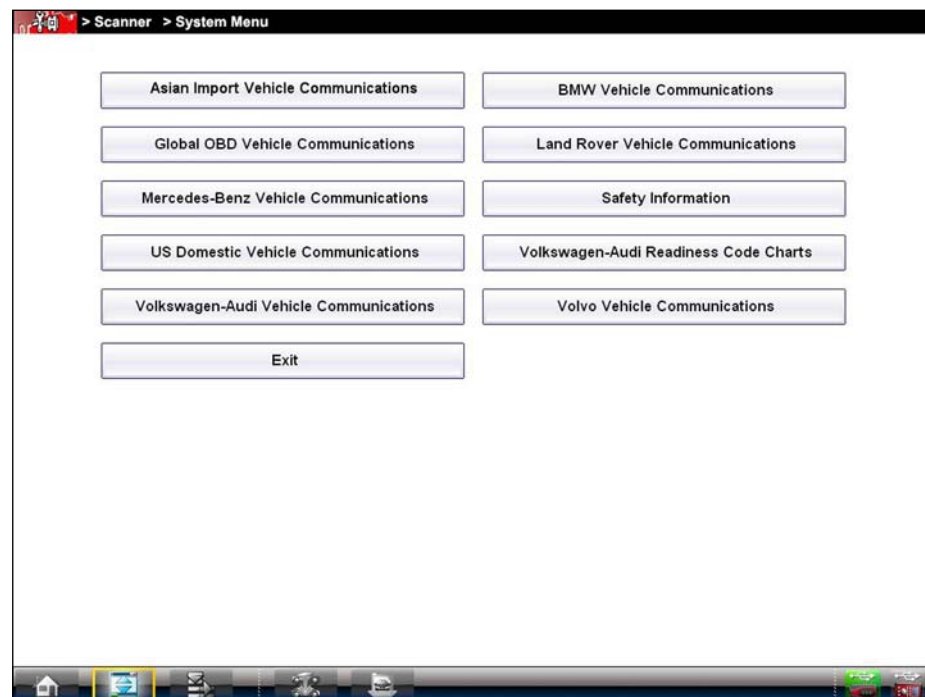 > Scanner > System Menu
Asian Import Vehicle Communications
BMW Vehicle Communications
Global OBD Vehicle Communications
Land Rover Vehicle Communications
Mercedes-Benz Vehicle Communications
Safety Information
US Domestic Vehicle Communications
Volkswagen-Audi Readiness Code Charts
Volkswagen-Audi Vehicle Communications
Volvo Vehicle Communications
Exit